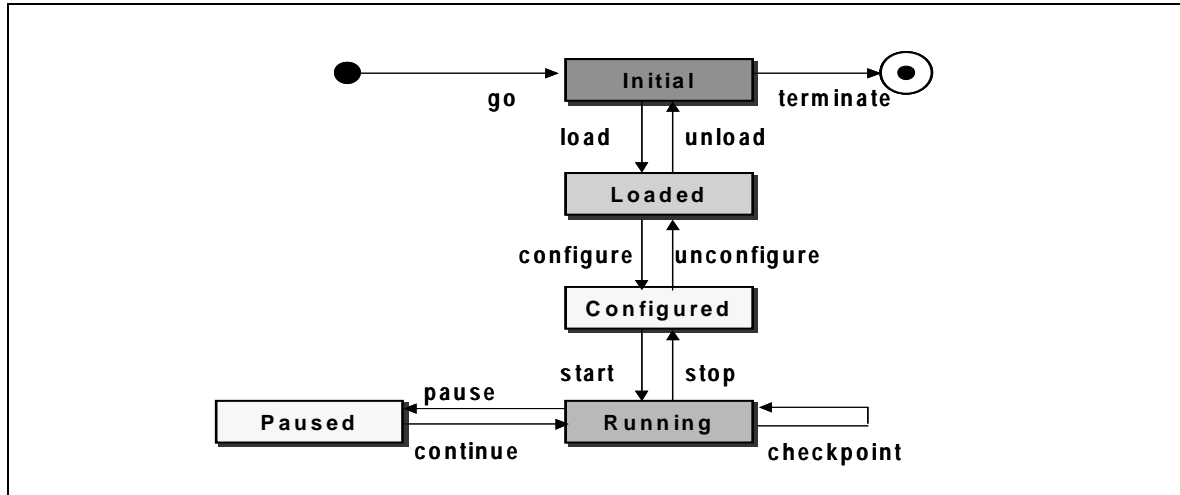 Initial
go
terminate
load
unload
Loaded
configure
unconfigure
Configured
start
stop
pause
Paused
Running
continue
checkpoint